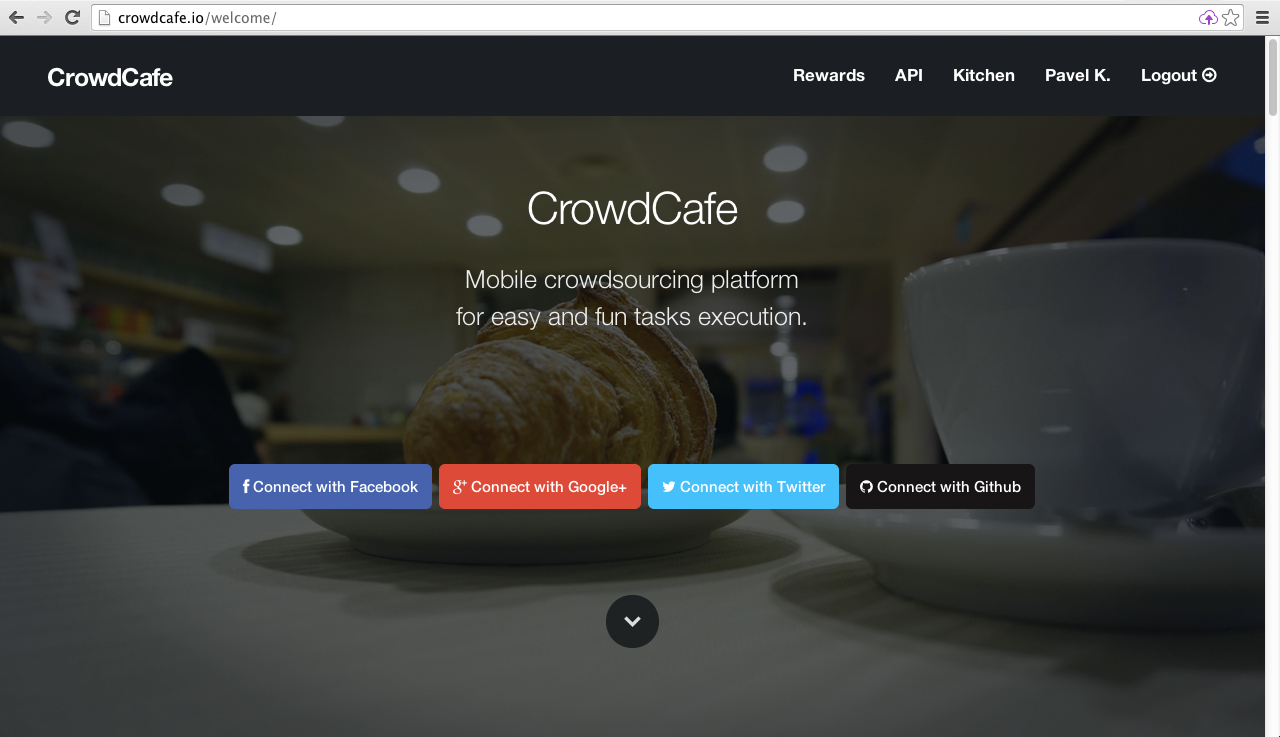 crowdcafe.io/welcome/
CrowdCafe
Rewards API Kitchen Pavel K. Logout
CrowdCafe
Mobile crowdsourcing platform
for easy and fun tasks execution.
Connect with Facebook Connect with Google+ Connect with Twitter Connect with Github